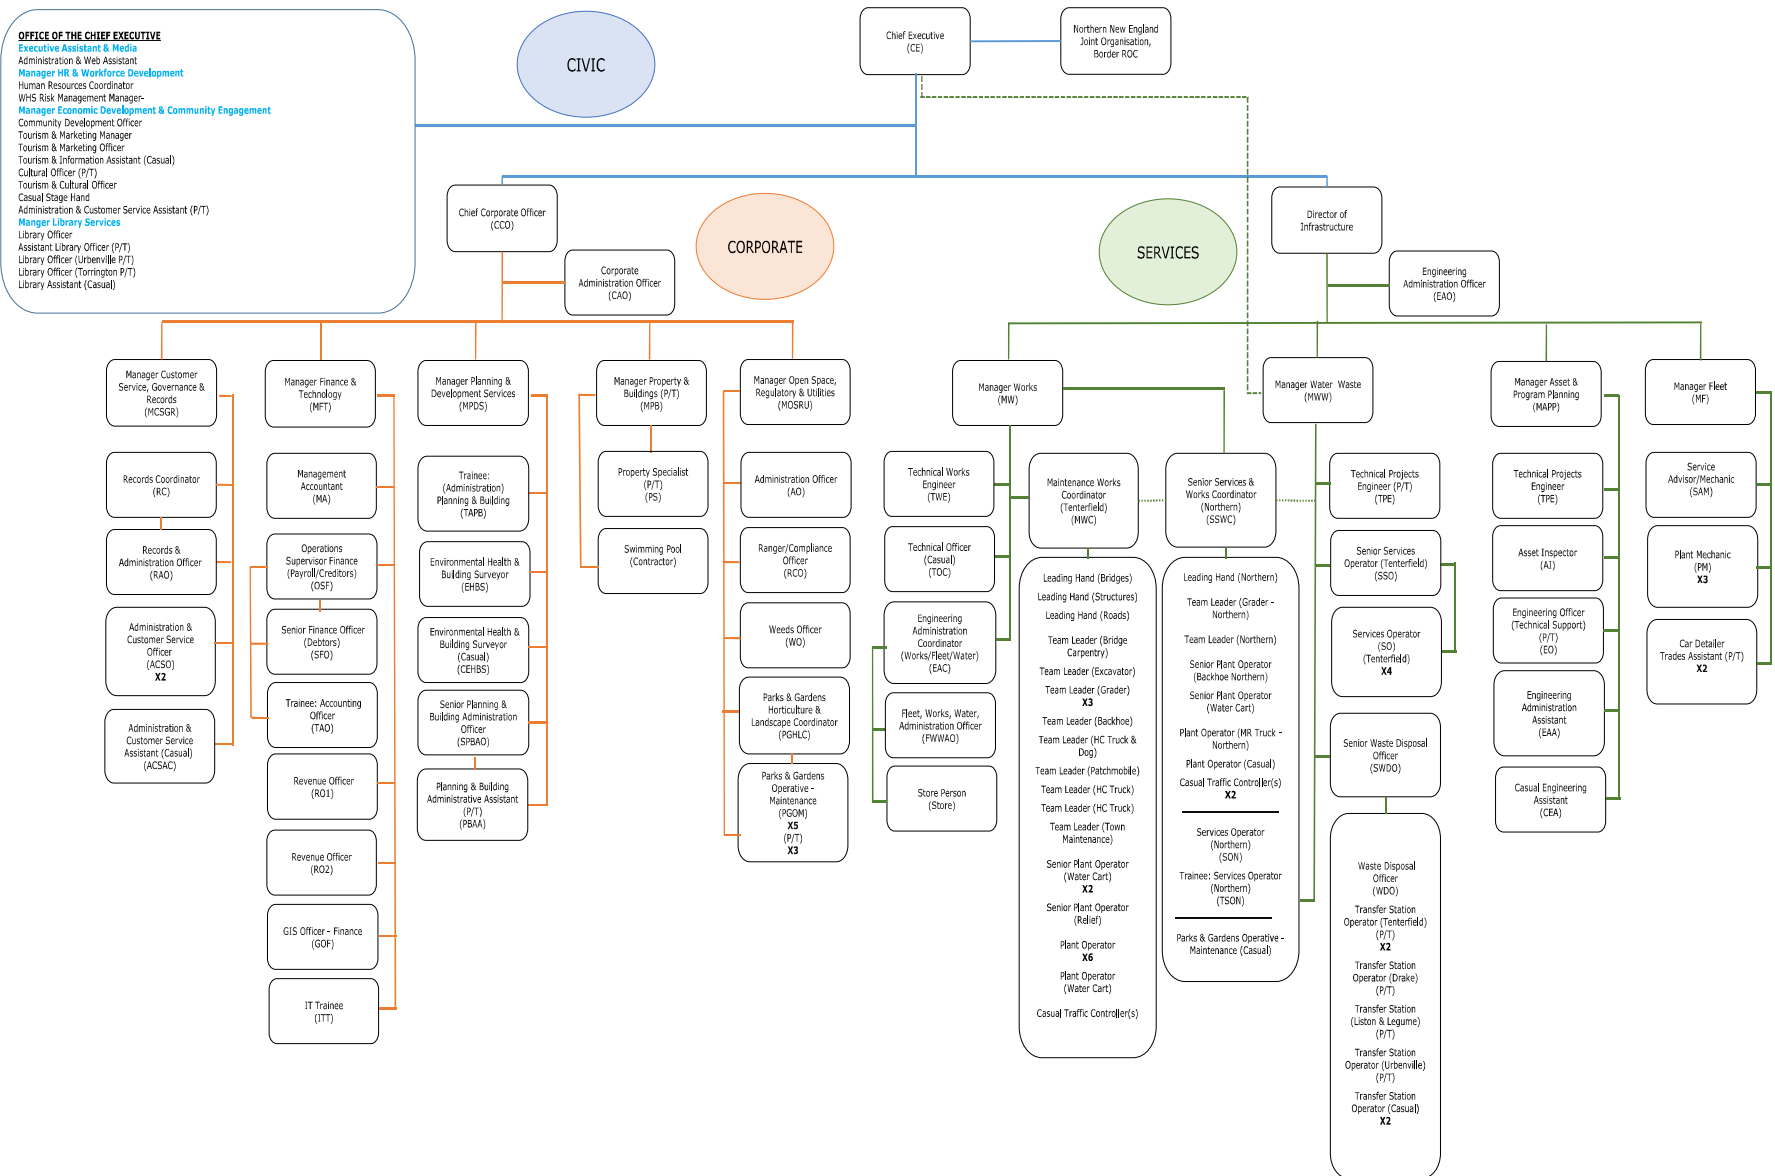 OFFICE OF THE CHIEF EXECUTIVE
Executive Assistant & Media
Administration & Web Assistant
Manager HR & Workforce Development
Human Resources Coordinator
WHS Risk Management Manager-
Manager Economic Development & Community Engagement
Community Development Officer
Tourism & Marketing Manager
Tourism & Marketing Officer
Tourism & Information Assistant (Casual)
Cultural Officer (P/T)
Tourism & Cultural Officer
Casual Stage Hand
Administration & Customer Service Assistant (P/T)
Manger Library Services
Library Officer
Assistant Library Officer (P/T)
Library Officer (Urbenville P/T)
Library Officer (Torrington P/T)
Library Assistant (Casual)
CIVIC
Chief Executive
(CE)
Northern New England
Joint Organisation,
Border ROC
Chief Corporate Officer
(CCO)
CORPORATE
SERVICES
Director of
Infrastructure
Corporate
Administration Officer
(CAO)
Engineering
Administration Officer
(EAO)
Manager Customer
Service, Governance &
Records
(MCSGR)
Records Coordinator
(RC)
Records &
Administration Officer
(RAO)
Administration &
Customer Service
Officer
(ACSO)
X2
Administration &
Customer Service
Assistant (Casual)
(ACSAC)
Manager Finance &
Technology
(MFT)
Management
Accountant
(MA)
Operations
Supervisor Finance
(Payroll/Creditors)
(OSF)
Senior Finance Officer
(Debtors)
(SFO)
Trainee: Accounting
Officer
(TAO)
Revenue Officer
(RO1)
Revenue Officer
(RO2)
GIS Officer – Finance
(GOF)
IT Trainee
(ITT)
Manager Planning &
Development Services
(MPDS)
Trainee:
(Administration)
Planning & Building
(TAPB)
Environmental Health &
Building Surveyor
(EHBS)
Environmental Health &
Building Surveyor
(Casual)
(CEHBS)
Senior Planning &
Building Administration
Officer
(SPBAO)
Planning & Building
Administrative Assistant
(P/T)
(PBAA)
Manager Property &
Buildings (P/T)
(MPB)
Property Specialist
(P/T)
(PS)
Swimming Pool
(Contractor)
Manager Open Space,
Regulatory & Utilities
(MOSRU)
Administration Officer
(AO)
Ranger/Compliance
Officer
(RCO)
Weeds Officer
(WO)
Parks & Gardens
Horticulture &
Landscape Coordinator
(PGHLC)
Parks & Gardens
Operative –
Maintenance
(PGOM)
X5
(P/T)
X3
Manager Works
(MW)
Technical Works
Engineer
(TWE)
Technical Officer
(Casual)
(TOC)
Engineering
Administration
Coordinator
(Works/Fleet/Water)
(EAC)
Fleet, Works, Water,
Administration Officer
(FWWAO)
Store Person
(Store)
Maintenance Works
Coordinator
(Tenterfield)
(MWC)
Leading Hand (Bridges)
Leading Hand (Structures)
Leading Hand (Roads)
Team Leader (Bridge
Carpentry)
Team Leader (Excavator)
Team Leader (Grader)
X3
Team Leader (Backhoe)
Team Leader (HC Truck &
Dog)
Team Leader (Patchmobile)
Team Leader (HC Truck)
Team Leader (HC Truck)
Team Leader (Town
Maintenance)
Senior Plant Operator
(Water Cart)
X2
Senior Plant Operator
(Relief)
Plant Operator
X6
Plant Operator
(Water Cart)
Casual Traffic Controller(s)
Senior Services &
Works Coordinator
(Northern)
(SSWC)
Leading Hand (Northern)
Team Leader (Grader –
Northern)
Team Leader (Northern)
Senior Plant Operator
(Backhoe Northern)
Senior Plant Operator
(Water Cart)
Plant Operator (MR Truck –
Northern)
Plant Operator (Casual)
Casual Traffic Controller(s)
X2
Services Operator
(Northern)
(SON)
Trainee: Services Operator
(Northern)
(TSON)
Parks & Gardens Operative –
Maintenance (Casual)
Manager Water Waste
(MWW)
Technical Projects
Engineer (P/T)
(TPE)
Senior Services
Operator (Tenterfield)
(SSO)
Services Operator
(SO)
(Tenterfield)
X4
Senior Waste Disposal
Officer
(SWDO)
Waste Disposal
Officer
(WDO)
Transfer Station
Operator (Tenterfield)
(P/T)
X2
Transfer Station
Operator (Drake)
(P/T)
Transfer Station
(Liston & Legume)
(P/T)
Transfer Station
Operator (Urbenville)
(P/T)
Transfer Station
Operator (Casual)
X2
Manager Asset &
Program Planning
(MAPP)
Technical Projects
Engineer
(TPE)
Asset Inspector
(AI)
Engineering Officer
(Technical Support)
(P/T)
(EO)
Engineering
Administration
Assistant
(EAA)
Casual Engineering
Assistant
(CEA)
Manager Fleet
(MF)
Service
Advisor/Mechanic
(SAM)
Plant Mechanic
(PM)
X3
Car Detailer
Trades Assistant (P/T)
X2